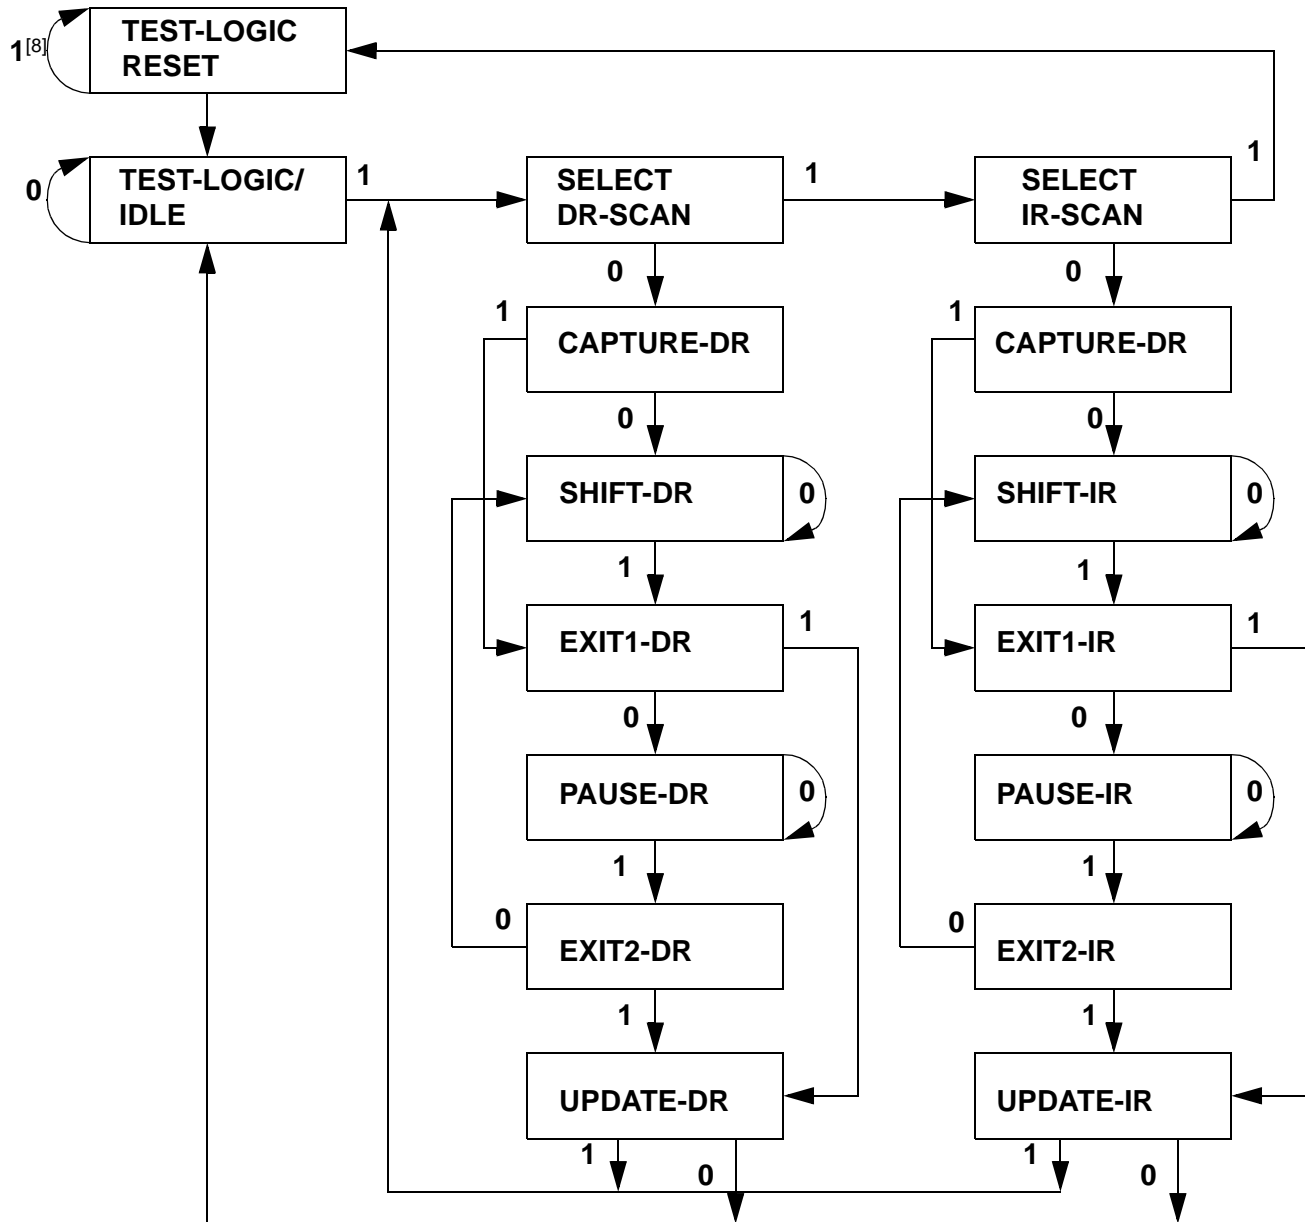 TEST-LOGIC
RESET
1[8]
TEST-LOGIC/
IDLE
0
1
SELECT
DR-SCAN
1
SELECT
IR-SCAN
1
0
0
1
CAPTURE-DR
1
CAPTURE-DR
0
0
SHIFT-DR
0
SHIFT-IR
0
1
1
EXIT1-DR
1
EXIT1-IR
1
0
0
PAUSE-DR
0
PAUSE-IR
0
1
1
0
EXIT2-DR
0
EXIT2-IR
1
1
UPDATE-DR
UPDATE-IR
1
0
1
0